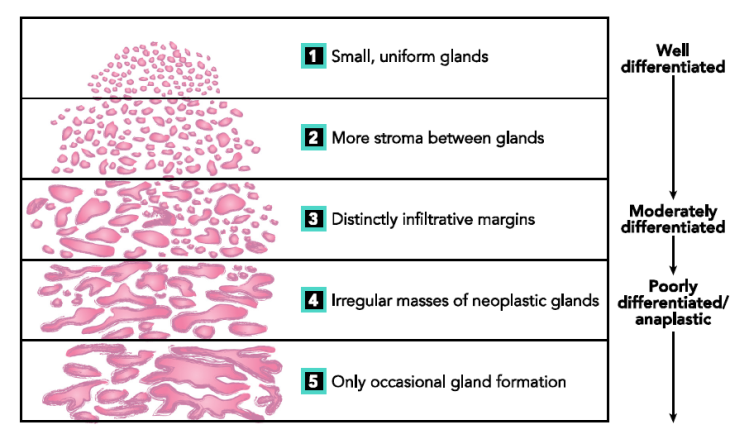 1 Small, uniform glands
2 More stroma between glands
3 Distinctly infiltrative margins
4 Irregular masses of neoplastic glands
5 Only occasional gland formation
Well
differentiated
Moderately
differentiated
Poorly
differentiated/
anaplastic